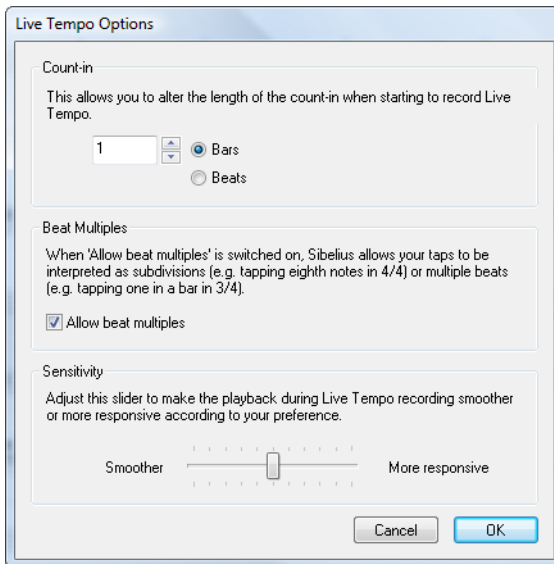 Live Tempo Options
Count-in
This allows you to alter the length of the count-in when starting to record Live
Tempo.
1
Bars
Beats
Beat Multiples
When 'Allow beat multiples' is switched on, Sibelius allows your taps to be
interpreted as subdivisions (e.g. tapping eighth notes in 4/4) or multiple beats
(e.g. tapping one in a bar in 3/4).
Allow beat multiples
Sensitivity
Adjust this slider to make the playback during Live Tempo recording smoother
or more responsive according to your preference.
Smoother More responsive
Cancel OK